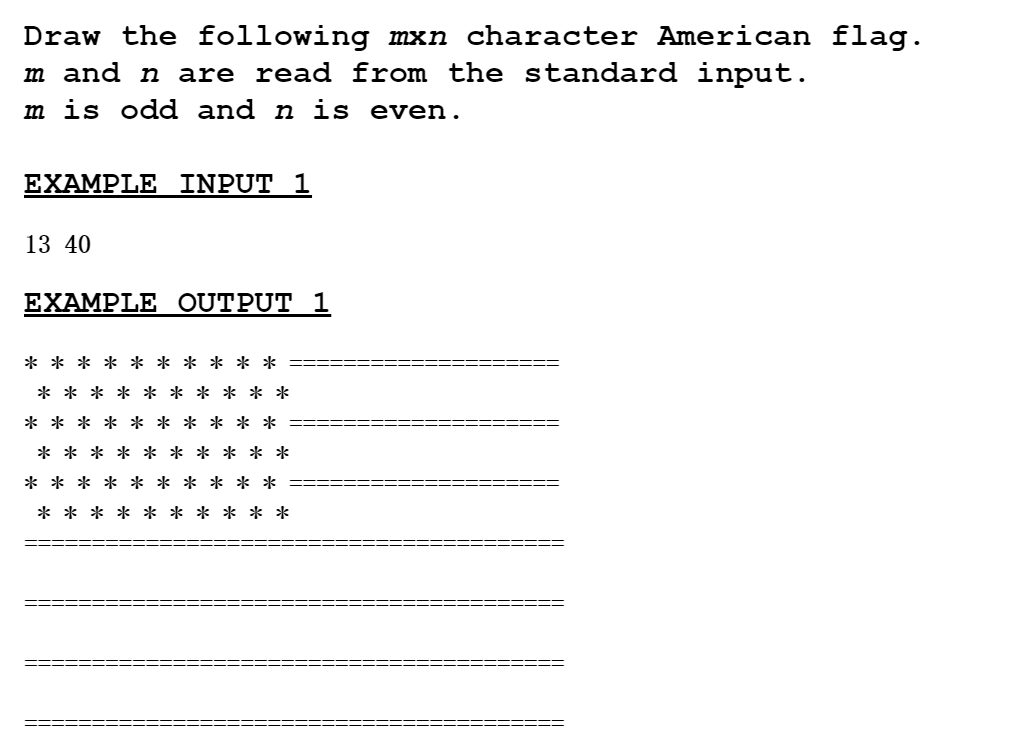 Draw the following mxn character American flag.
m and n are read from the standard input.
m is odd and n is even.
EXAMPLE INPUT 1
13 40
EXAMPLE OUTPUT 1
* * * * * * * * * * ====================
 * * * * * * * * * *
* * * * * * * * * * ====================
 * * * * * * * * * *
* * * * * * * * * * ====================
 * * * * * * * * * *
========================================
========================================
========================================
========================================